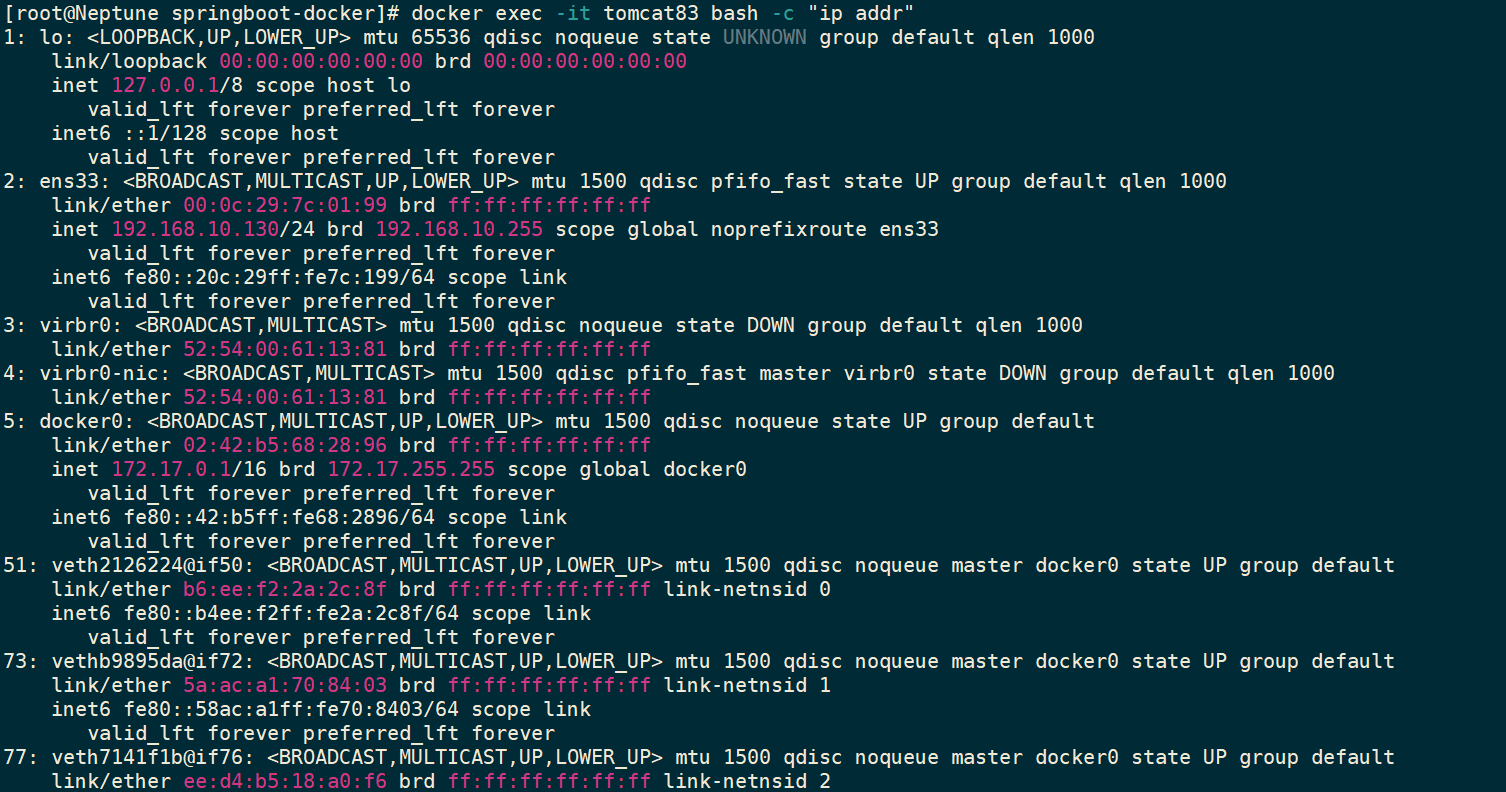 [root@Neptune springboot-docker]# docker exec -it tomcat83 bash -c "ip addr"
1: lo: <LOOPBACK,UP,LOWER_UP> mtu 65536 qdisc noqueue state UNKNOWN group default qlen 1000
    link/loopback 00:00:00:00:00:00 brd 00:00:00:00:00:00
    inet 127.0.0.1/8 scope host lo
       valid_lft forever preferred_lft forever
    inet6 ::1/128 scope host
       valid_lft forever preferred_lft forever
2: ens33: <BROADCAST,MULTICAST,UP,LOWER_UP> mtu 1500 qdisc pfifo_fast state UP group default qlen 1000
    link/ether 00:0c:29:7c:01:99 brd ff:ff:ff:ff:ff:ff
    inet 192.168.10.130/24 brd 192.168.10.255 scope global noprefixroute ens33
       valid_lft forever preferred_lft forever
    inet6 fe80::20c:29ff:fe7c:199/64 scope link
       valid_lft forever preferred_lft forever
3: virbr0: <BROADCAST,MULTICAST> mtu 1500 qdisc noqueue state DOWN group default qlen 1000
    link/ether 52:54:00:61:13:81 brd ff:ff:ff:ff:ff:ff
4: virbr0-nic: <BROADCAST,MULTICAST> mtu 1500 qdisc pfifo_fast master virbr0 state DOWN group default qlen 1000
    link/ether 52:54:00:61:13:81 brd ff:ff:ff:ff:ff:ff
5: docker0: <BROADCAST,MULTICAST,UP,LOWER_UP> mtu 1500 qdisc noqueue state UP group default
    link/ether 02:42:b5:68:28:96 brd ff:ff:ff:ff:ff:ff
    inet 172.17.0.1/16 brd 172.17.255.255 scope global docker0
       valid_lft forever preferred_lft forever
    inet6 fe80::42:b5ff:fe68:2896/64 scope link
       valid_lft forever preferred_lft forever
51: veth2126224@if50: <BROADCAST,MULTICAST,UP,LOWER_UP> mtu 1500 qdisc noqueue master docker0 state UP group default
    link/ether b6:ee:f2:2a:2c:8f brd ff:ff:ff:ff:ff:ff link-netnsid 0
    inet6 fe80::b4ee:f2ff:fe2a:2c8f/64 scope link
       valid_lft forever preferred_lft forever
73: vethb9895da@if72: <BROADCAST,MULTICAST,UP,LOWER_UP> mtu 1500 qdisc noqueue master docker0 state UP group default
    link/ether 5a:ac:a1:70:84:03 brd ff:ff:ff:ff:ff:ff link-netnsid 1
    inet6 fe80::58ac:a1ff:fe70:8403/64 scope link
       valid_lft forever preferred_lft forever
77: veth7141f1b@if76: <BROADCAST,MULTICAST,UP,LOWER_UP> mtu 1500 qdisc noqueue master docker0 state UP group default
    link/ether ee:d4:b5:18:a0:f6 brd ff:ff:ff:ff:ff:ff link-netnsid 2